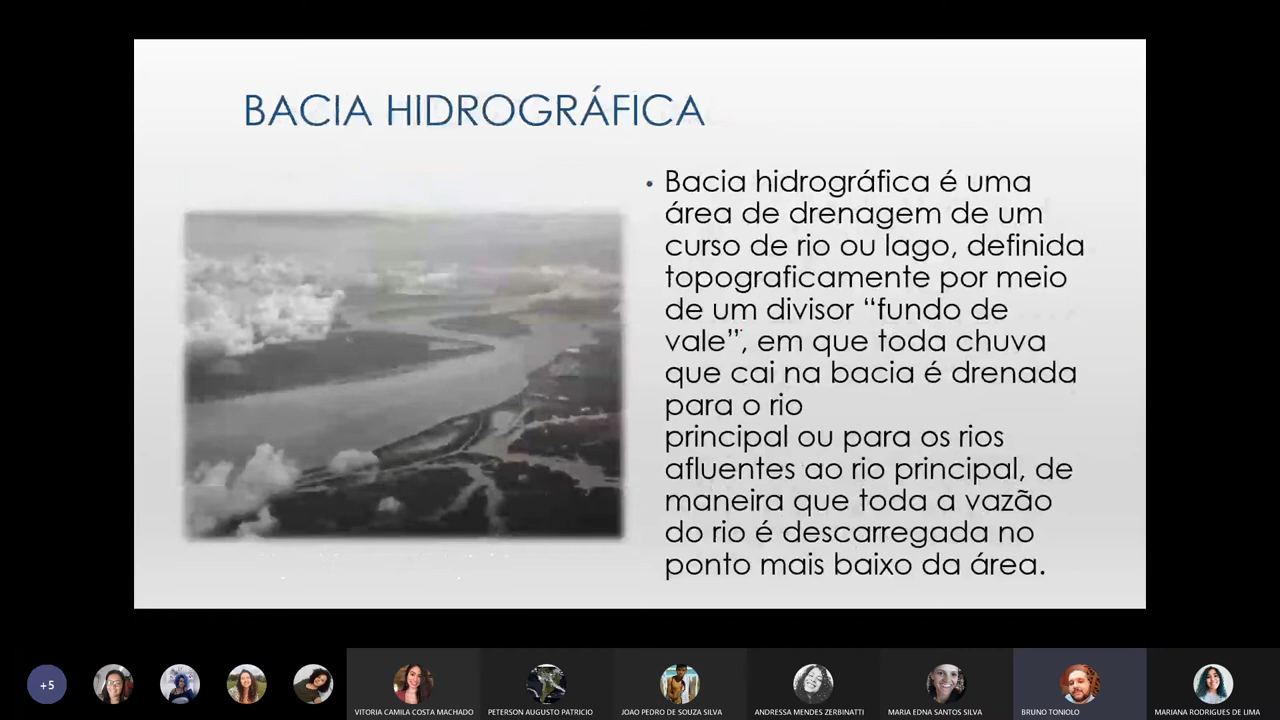 BACIA HIDROGRÁFICA
• Bacia hidrográfica é uma
área de drenagem de um
curso de rio ou lago, definida
topograficamente por meio
de um divisor “fundo de
vale”, em que toda chuva
que cai na bacia é drenada
para o rio
principal ou para os rios
afluentes ao rio principal, de
maneira que toda a vazão
do rio é descarregada no
ponto mais baixo da área.
+5
VITORIA CAMILA COSTA MACHADO
PETERSON AUGUSTO PATRICIO
JOAO PEDRO DE SOUZA SILVA
ANDRESSA MENDES ZERBINATTI
MARIA EDNA SANTOS SILVA
BRUNO TONIOLO
MARIANA RODRIGUES DE LIMA